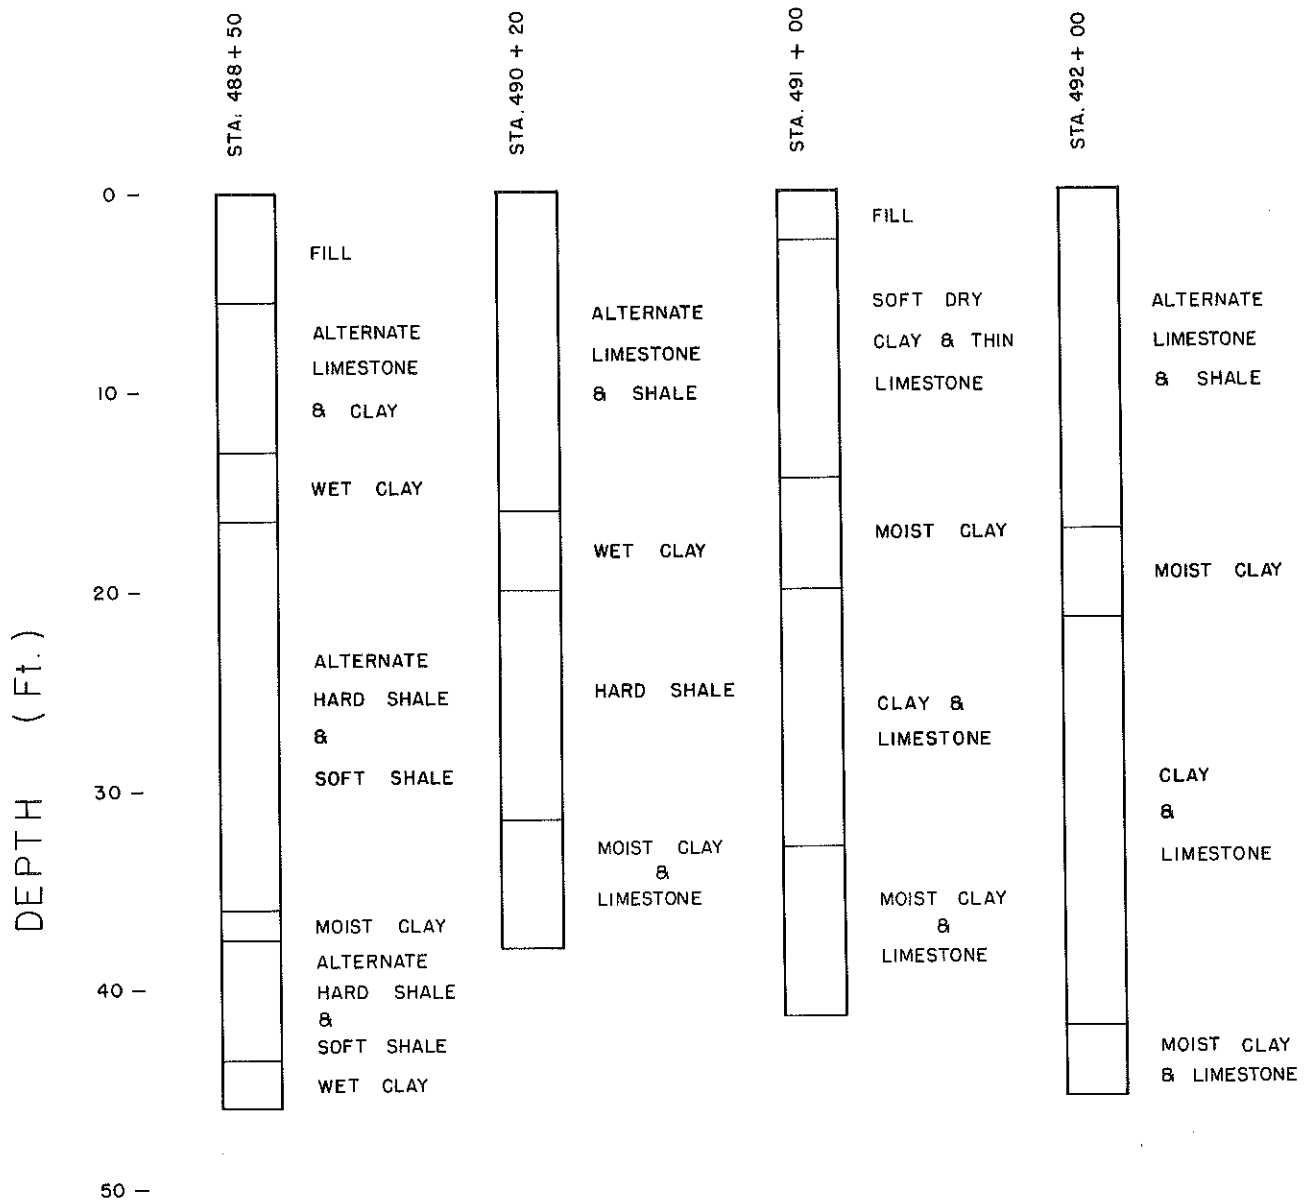 STA. 488 + 50
STA. 490 + 20
STA. 491 + 00
STA. 492 + 00
DEPTH (Ft.)
0 –
10 –
20 –
30 –
40 –
50 –
FILL
ALTERNATE
LIMESTONE
& CLAY
WET CLAY
ALTERNATE
HARD SHALE
&
SOFT SHALE
MOIST CLAY
ALTERNATE
HARD SHALE
&
SOFT SHALE
WET CLAY
ALTERNATE
LIMESTONE
& SHALE
WET CLAY
HARD SHALE
MOIST CLAY
&
LIMESTONE
FILL
SOFT DRY
CLAY & THIN
LIMESTONE
MOIST CLAY
CLAY &
LIMESTONE
MOIST CLAY
&
LIMESTONE
ALTERNATE
LIMESTONE
& SHALE
MOIST CLAY
CLAY
&
LIMESTONE
MOIST CLAY
& LIMESTONE